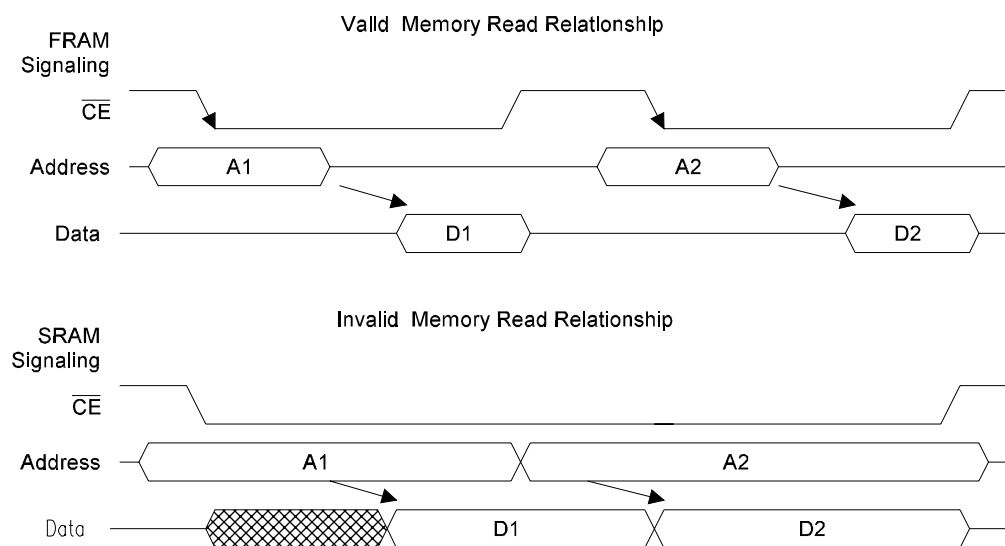 Valld Memory Read Relationship
FRAM
Signaling
CE
Address A1 A2
Data D1 D2
Invalid Memory Read Relationship
SRAM
Signaling
CE
Address A1 A2
Data D1 D2